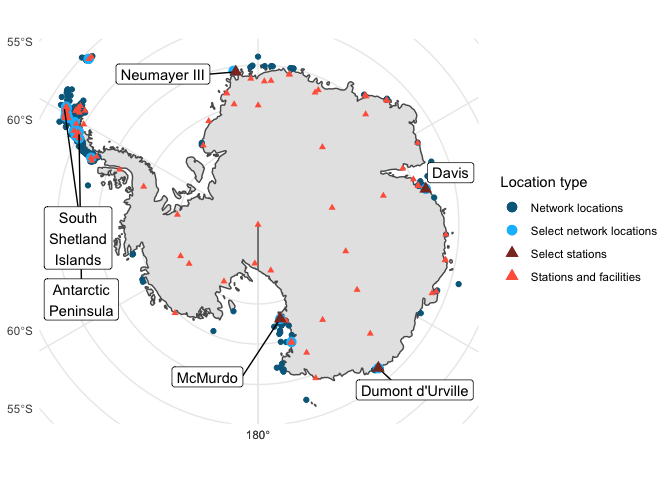 55°S
60°S
60°S
55°S
180°
Neumayer III
Davis
South
Shetland
Islands
Antarctic
Peninsula
McMurdo
Dumont d'Urville
Location type
Network locations
Select network locations
Select stations
Stations and facilities